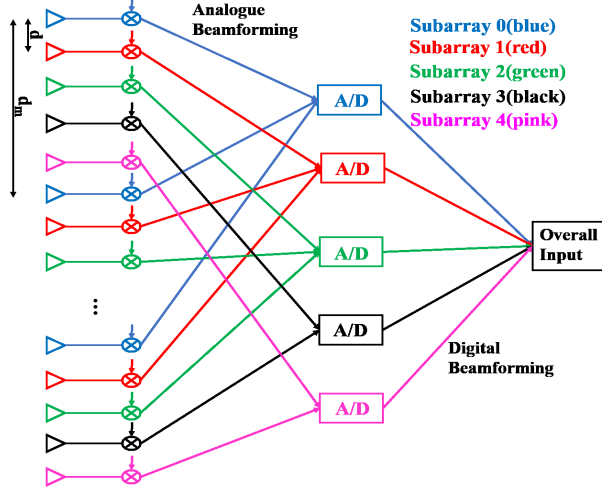 Analogue
Beamforming
Subarray 0(blue)
Subarray 1(red)
Subarray 2(green)
Subarray 3(black)
Subarray 4(pink)
d
dm
A/D
A/D
A/D
A/D
A/D
...
Overall
Input
Digital
Beamforming